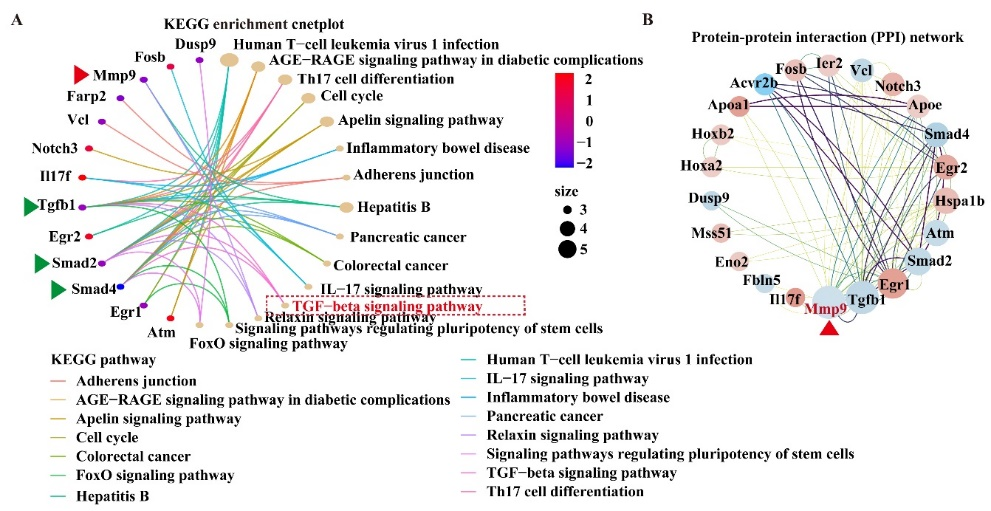 A
KEGG enrichment cnetplot
Dusp9
Fosb
Mmp9
Farp2
Vcl
Notch3
Il17f
Tgfb1
Egr2
Smad2
Smad4
Egr1
Atm
Human T−cell leukemia virus 1 infection
AGE−RAGE signaling pathway in diabetic complications
Th17 cell differentiation
Cell cycle
Apelin signaling pathway
Inflammatory bowel disease
Adherens junction
Hepatitis B
Pancreatic cancer
Colorectal cancer
IL−17 signaling pathway
TGF−beta signaling pathway
Relaxin signaling pathway
Signaling pathways regulating pluripotency of stem cells
FoxO signaling pathway
2
1
0
−1
−2
size
3
4
5
B
Protein−protein interaction (PPI) network
Fosb
Ier2
Vcl
Acvr2b
Notch3
Apoa1
Apoe
Hoxb2
Smad4
Hoxa2
Egr2
Dusp9
Hspa1b
Mss51
Atm
Eno2
Smad2
Fbln5
Egr1
Il17f
Tgfb1
Mmp9
KEGG pathway
Adherens junction
AGE−RAGE signaling pathway in diabetic complications
Apelin signaling pathway
Cell cycle
Colorectal cancer
FoxO signaling pathway
Hepatitis B
Human T−cell leukemia virus 1 infection
IL−17 signaling pathway
Inflammatory bowel disease
Pancreatic cancer
Relaxin signaling pathway
Signaling pathways regulating pluripotency of stem cells
TGF−beta signaling pathway
Th17 cell differentiation